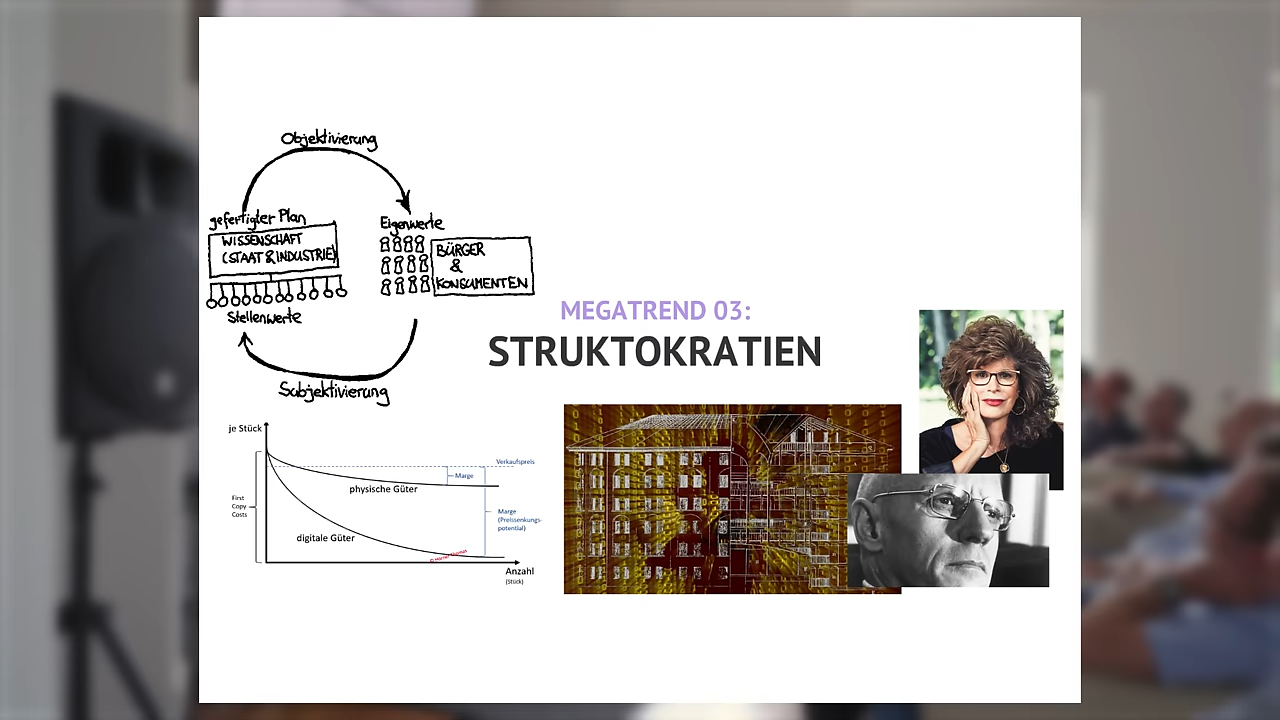 Objektivierung
gefertigter Plan
WISSENSCHAFT
(STAAT & INDUSTRIE)
Stellenwerte
Eigenwerte
BÜRGER
&
KONSUMENTEN
Subjektivierung
MEGATREND 03:
STRUKTOKRATIEN
je Stück
Verkaufspreis
Marge
physische Güter
First
Copy
Costs
Marge
(Preissenkungs-
potential)
digitale Güter
Anzahl
(Stück)